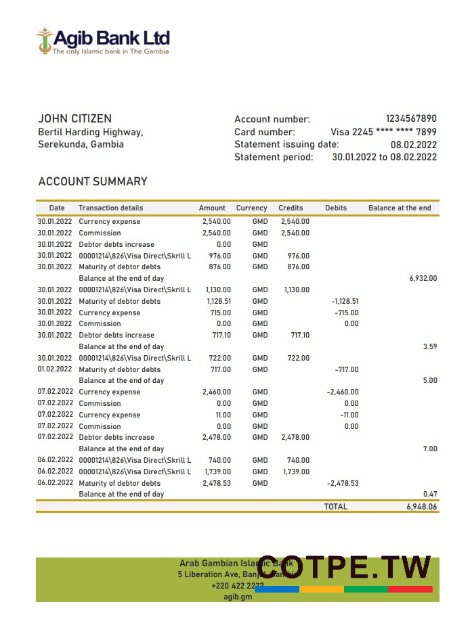 Agib Bank Ltd
The only Islamic bank in The Gambia
JOHN CITIZEN
Bertil Harding Highway,
Serekunda, Gambia
Account number: 1234567890
Card number: Visa 2245 **** **** 7899
Statement issuing date: 08.02.2022
Statement period: 30.01.2022 to 08.02.2022
ACCOUNT SUMMARY
Date Transaction details Amount Currency Credits Debits Balance at the end
30.01.2022 Currency expense 2,540.00 GMD 2,540.00
30.01.2022 Commission 2,540.00 GMD 2,540.00
30.01.2022 Debtor debts increase 0.00 GMD
30.01.2022 00001214\826\Visa Direct\Skrill L 976.00 GMD 976.00
30.01.2022 Maturity of debtor debts 876.00 GMD 876.00
Balance at the end of day 6,932.00
30.01.2022 00001214\826\Visa Direct\Skrill L 1,130.00 GMD 1,130.00
30.01.2022 Maturity of debtor debts 1,128.51 GMD -1,128.51
30.01.2022 Currency expense 715.00 GMD -715.00
30.01.2022 Commission 0.00 GMD 0.00
30.01.2022 Debtor debts increase 717.10 GMD 717.10
Balance at the end of day 3.59
30.01.2022 00001214\826\Visa Direct\Skrill L 722.00 GMD 722.00
01.02.2022 Maturity of debtor debts 717.00 GMD -717.00
Balance at the end of day 5.00
07.02.2022 Currency expense 2,460.00 GMD -2,460.00
07.02.2022 Commission 0.00 GMD 0.00
07.02.2022 Currency expense 11.00 GMD -11.00
07.02.2022 Commission 0.00 GMD 0.00
07.02.2022 Debtor debts increase 2,478.00 GMD 2,478.00
Balance at the end of day 7.00
06.02.2022 00001214\826\Visa Direct\Skrill L 740.00 GMD 740.00
06.02.2022 00001214\826\Visa Direct\Skrill L 1,739.00 GMD 1,739.00
06.02.2022 Maturity of debtor debts 2,478.53 GMD -2,478.53
Balance at the end of day 0.47
TOTAL 6,948.06
Arab Gambian Islamic Bank
5 Liberation Ave,
+220 422 2222
agib.gm
COTPE.TW